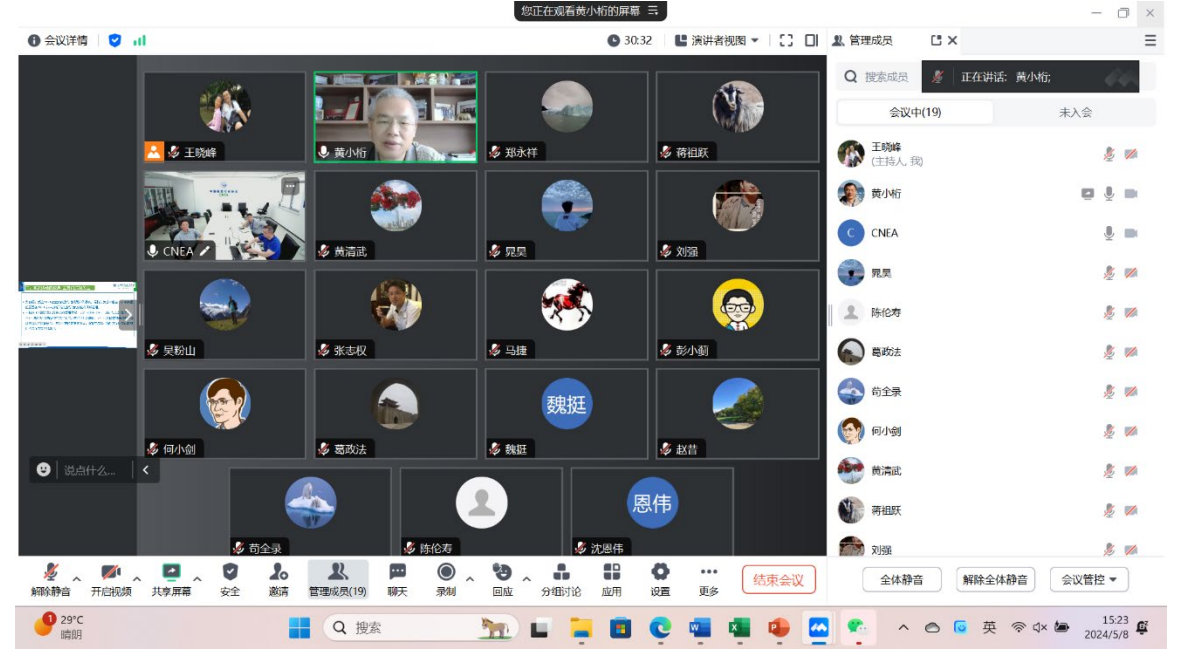 您正在观看黄小桁的屏幕
会议详情
30:32
演讲者视图
管理成员
搜索成员
正在讲话: 黄小桁;
会议中(19)
未入会
王晓峰
黄小桁
郑永祥
蒋祖跃
CNEA
黄清武
晃昊
刘强
吴粉山
张志权
马捷
彭小蓟
何小剑
葛政法
魏挺
魏挺
赵昔
说点什么...
恩伟
苟全录
陈伦寿
沈恩伟
王晓峰
(主持人, 我)
黄小桁
C
CNEA
晃昊
陈伦寿
葛政法
苟全录
何小剑
黄清武
蒋祖跃
刘强
解除静音
开启视频
共享屏幕
安全
邀请
管理成员(19)
聊天
录制
回应
分组讨论
应用
设置
更多
结束会议
全体静音
解除全体静音
会议管控
1
29°C
晴朗
搜索
英
15:23
2024/5/8